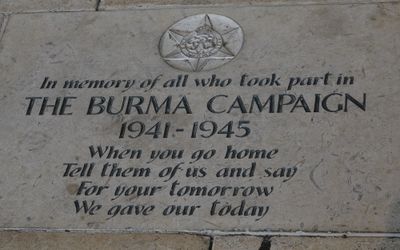 In memory of all who took part in
THE BURMA CAMPAIGN
1941-1945
When you go home
Tell them of us and say
For your tomorrow
We gave our today